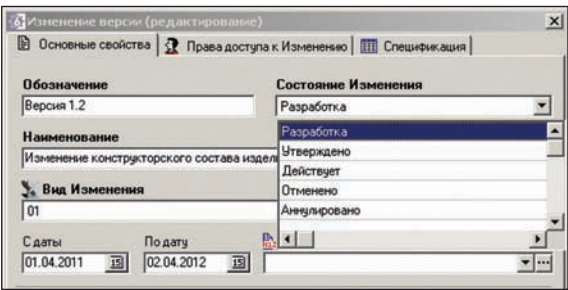 Изменение версии (редактирование)
Основные свойства Права доступа к Изменению Спецификация
Обозначение Состояние Изменения
Версия 1.2 Разработка
Разработка
Наименование Утверждено
Изменение конструкторского состава издел Действует
Вид Изменения Отменено
01 Аннулировано
С даты По дату
01.04.2011 15 02.04.2012 15